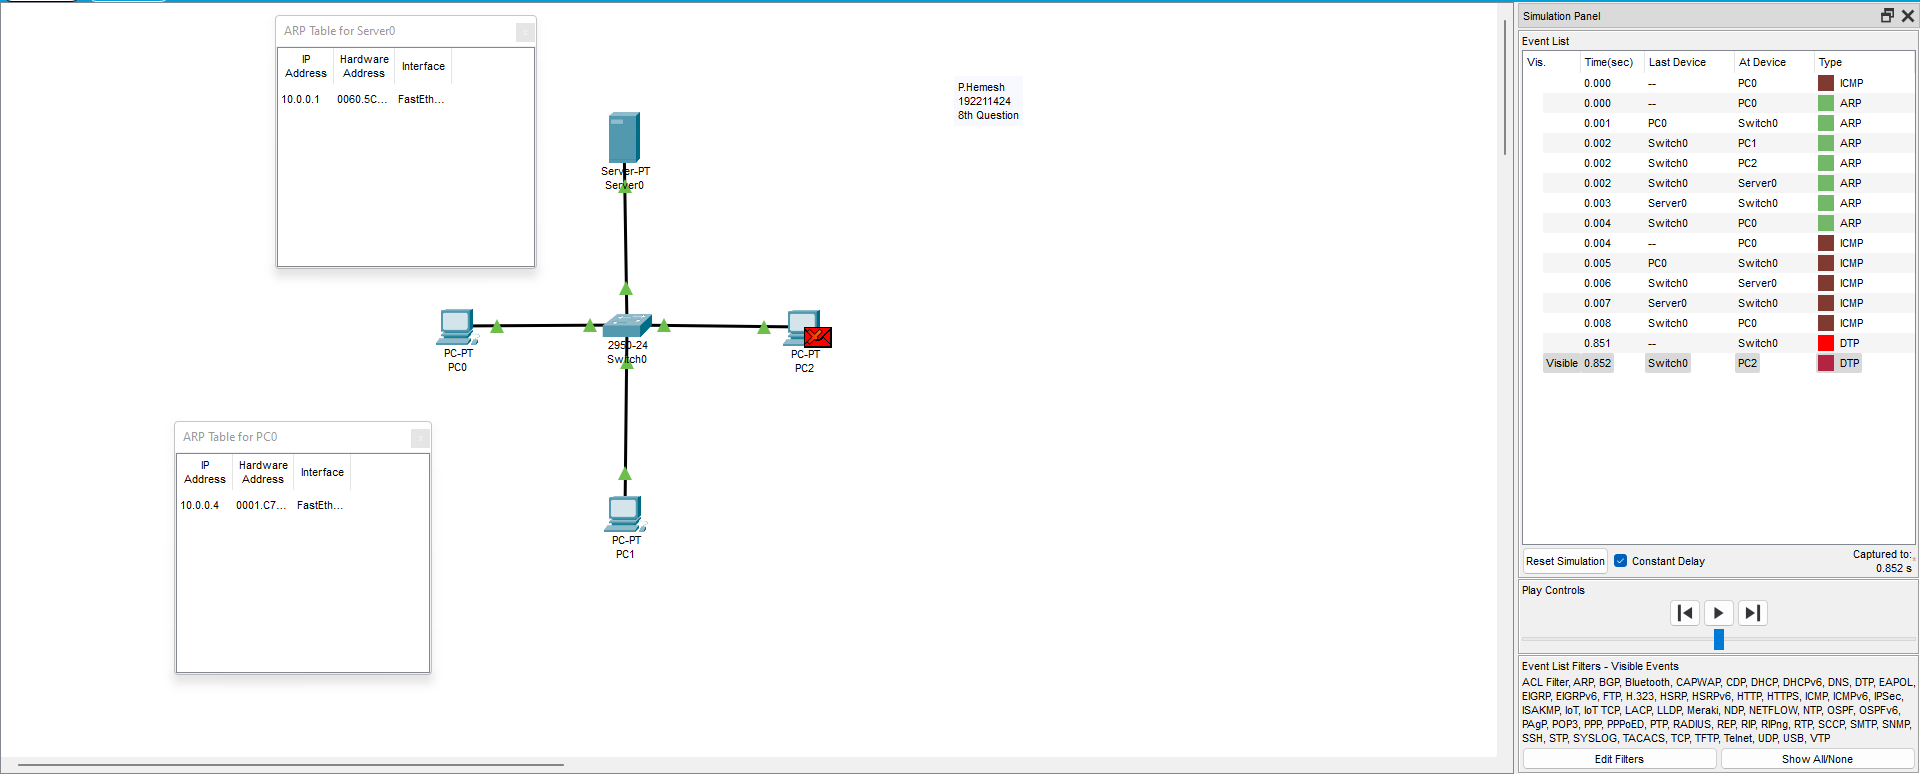 ARP Table for Server0
IP Address Hardware Address Interface
10.0.0.1 0060.5C... FastEth...
P.Hemesh
192211424
8th Question
Server-PT
Server0
PC-PT
PC0
2950-24
Switch0
PC-PT
PC2
PC-PT
PC1
ARP Table for PC0
IP Address Hardware Address Interface
10.0.0.4 0001.C7... FastEth...
Simulation Panel
Event List
Vis. Time(sec) Last Device At Device Type
0.000 -- PC0 ICMP
0.000 -- PC0 ARP
0.001 PC0 Switch0 ARP
0.002 Switch0 PC1 ARP
0.002 Switch0 PC2 ARP
0.002 Switch0 Server0 ARP
0.003 Server0 Switch0 ARP
0.004 Switch0 PC0 ARP
0.004 -- PC0 ICMP
0.005 PC0 Switch0 ICMP
0.006 Switch0 Server0 ICMP
0.007 Server0 Switch0 ICMP
0.008 Switch0 PC0 ICMP
0.851 -- Switch0 DTP
Visible 0.852 Switch0 PC2 DTP
Reset Simulation Constant Delay
Captured to:
0.852 s
Play Controls
Event List Filters - Visible Events
ACL Filter, ARP, BGP, Bluetooth, CAPWAP, CDP, DHCP, DHCPv6, DNS, DTP, EAPOL,
EIGRP, EIGRPv6, FTP, H.323, HSRP, HSRPv6, HTTP, HTTPS, ICMP, ICMPv6, IPSec,
ISAKMP, IoT, IoT TCP, LACP, LLDP, Meraki, NDP, NETFLOW, NTP, OSPF, OSPFv6,
PAgP, POP3, PPP, PPPoED, PTP, RADIUS, REP, RIP, RIPng, RTP, SCCP, SMTP, SNMP,
SSH, STP, SYSLOG, TACACS, TCP, TFTP, Telnet, UDP, USB, VTP
Edit Filters Show All/None